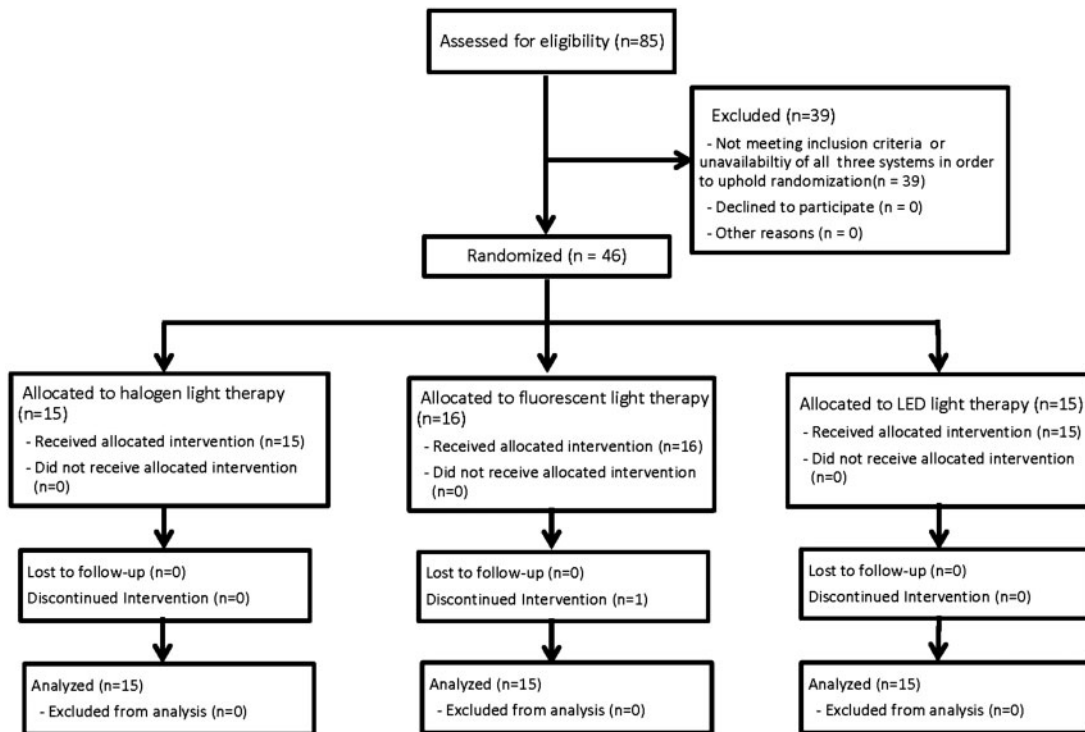 Assessed for eligibility (n=85)
Excluded (n=39)
- Not meeting inclusion criteria or
unavailabiltiy of all three systems in order
to uphold randomization(n = 39)
- Declined to participate (n = 0)
- Other reasons (n = 0)
Randomized (n = 46)
Allocated to halogen light therapy
(n=15)
- Received allocated intervention (n=15)
- Did not receive allocated intervention
(n=0)
Allocated to fluorescent light therapy
(n=16)
- Received allocated intervention (n=16)
- Did not receive allocated intervention
(n=0)
Allocated to LED light therapy (n=15)
- Received allocated intervention (n=15)
- Did not receive allocated intervention
(n=0)
Lost to follow-up (n=0)
Discontinued Intervention (n=0)
Lost to follow-up (n=0)
Discontinued Intervention (n=1)
Lost to follow-up (n=0)
Discontinued Intervention (n=0)
Analyzed (n=15)
- Excluded from analysis (n=0)
Analyzed (n=15)
- Excluded from analysis (n=0)
Analyzed (n=15)
- Excluded from analysis (n=0)